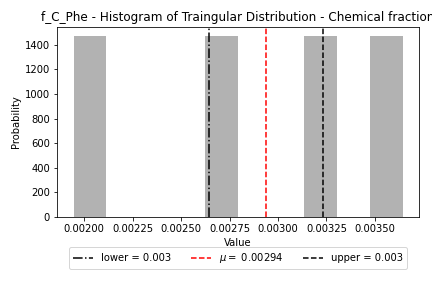 f_C_Phe - Histogram of Traingular Distribution - Chemical fraction
1400
1200
1000
800
600
400
200
0
Probability
0.00200 0.00225 0.00250 0.00275 0.00300 0.00325 0.00350
Value
lower = 0.003 μ = 0.00294 upper = 0.003